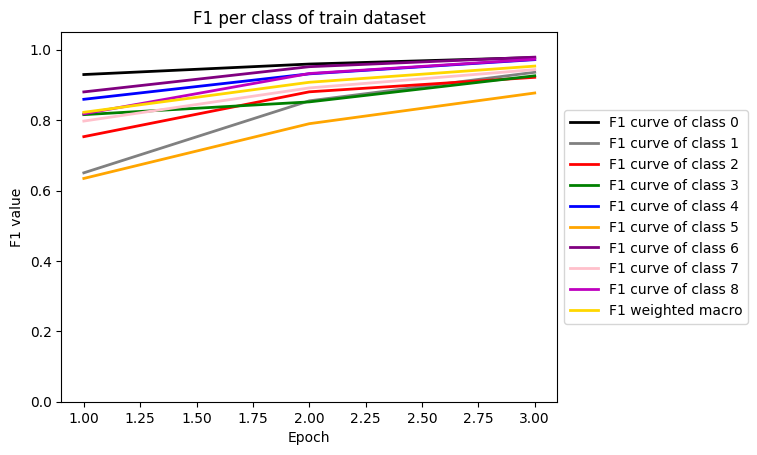 F1 per class of train dataset
1.0
0.8
0.6
0.4
0.2
0.0
F1 value
1.00 1.25 1.50 1.75 2.00 2.25 2.50 2.75 3.00
Epoch
F1 curve of class 0
F1 curve of class 1
F1 curve of class 2
F1 curve of class 3
F1 curve of class 4
F1 curve of class 5
F1 curve of class 6
F1 curve of class 7
F1 curve of class 8
F1 weighted macro